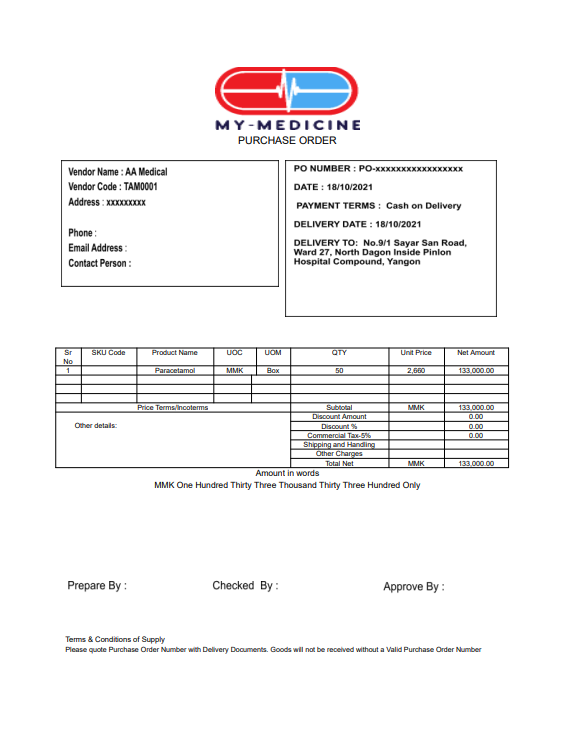 MY-MEDICINE
PURCHASE ORDER
Vendor Name : AA Medical
Vendor Code : TAM0001
Address : xxxxxxxxx
Phone :
Email Address :
Contact Person :
PO NUMBER : PO-xxxxxxxxxxxxxxxxx
DATE : 18/10/2021
PAYMENT TERMS : Cash on Delivery
DELIVERY DATE : 18/10/2021
DELIVERY TO: No.9/1 Sayar San Road,
Ward 27, North Dagon Inside Pinlon
Hospital Compound, Yangon
Sr No SKU Code Product Name UOC UOM QTY Unit Price Net Amount
1 Paracetamol MMK Box 50 2,660 133,000.00
Price Terms/Incoterms Subtotal MMK 133,000.00
Other details:
Discount Amount 0.00
Discount % 0.00
Commercial Tax-5% 0.00
Shipping and Handling
Other Charges
Total Net MMK 133,000.00
Amount in words
MMK One Hundred Thirty Three Thousand Thirty Three Hundred Only
Prepare By : Checked By : Approve By :
Terms & Conditions of Supply
Please quote Purchase Order Number with Delivery Documents. Goods will not be received without a Valid Purchase Order Number